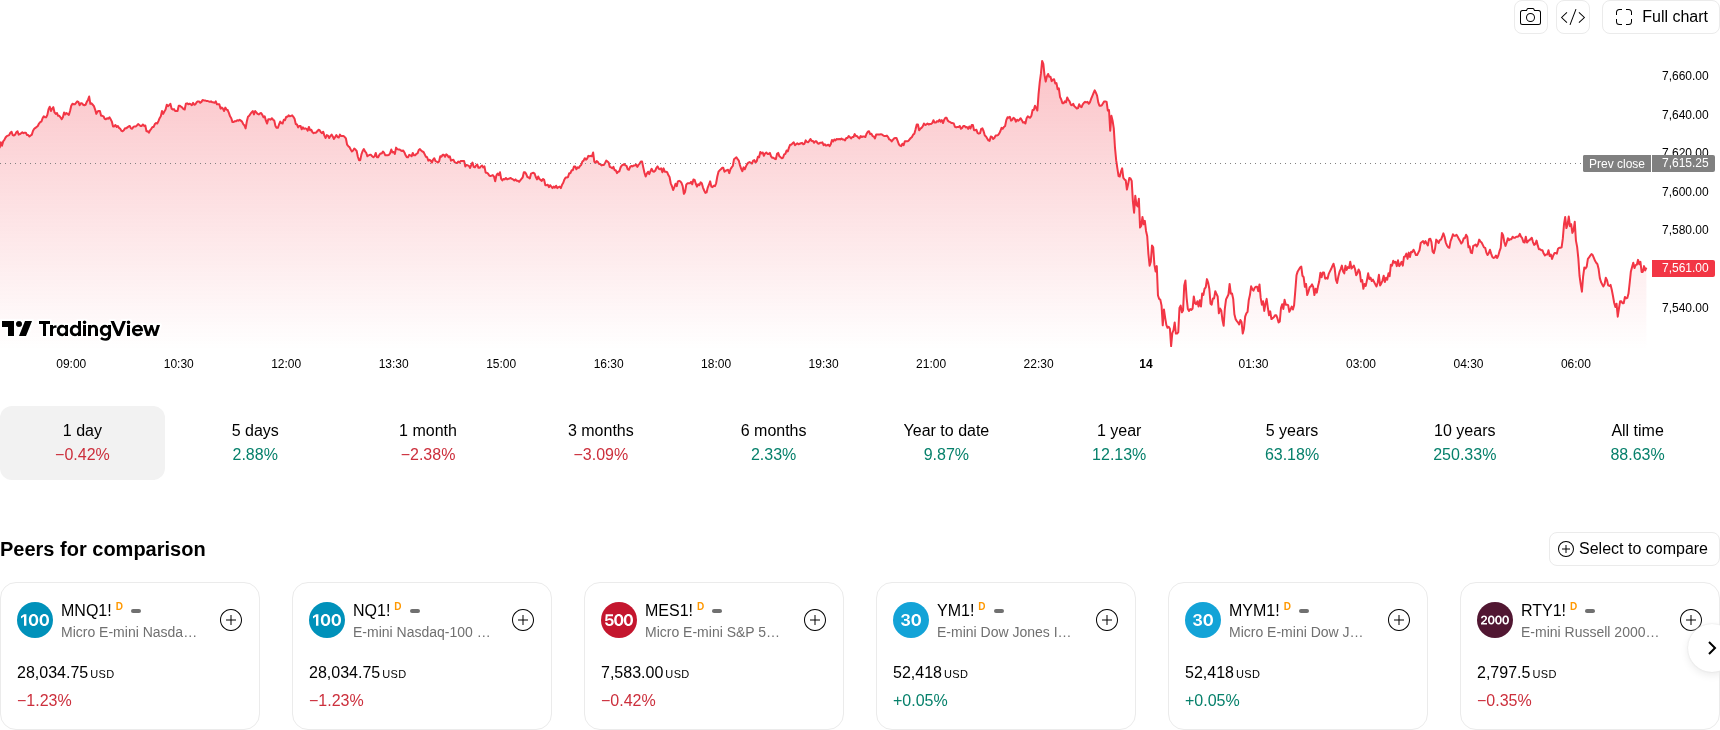 Full chart
7,660.00
7,640.00
7,620.00
Prev close 7,615.25
7,600.00
7,580.00
7,561.00
7,540.00
TradingView
09:00 10:30 12:00 13:30 15:00 16:30 18:00 19:30 21:00 22:30 14 01:30 03:00 04:30 06:00
1 day 5 days 1 month 3 months 6 months Year to date 1 year 5 years 10 years All time
−0.42% 2.88% −2.38% −3.09% 2.33% 9.87% 12.13% 63.18% 250.33% 88.63%
Peers for comparison
Select to compare
100 MNQ1! D
Micro E-mini Nasda…
28,034.75 USD
−1.23%
100 NQ1! D
E-mini Nasdaq-100 …
28,034.75 USD
−1.23%
500 MES1! D
Micro E-mini S&P 5…
7,583.00 USD
−0.42%
30 YM1! D
E-mini Dow Jones I…
52,418 USD
+0.05%
30 MYM1! D
Micro E-mini Dow J…
52,418 USD
+0.05%
2000 RTY1! D
E-mini Russell 2000…
2,797.5 USD
−0.35%